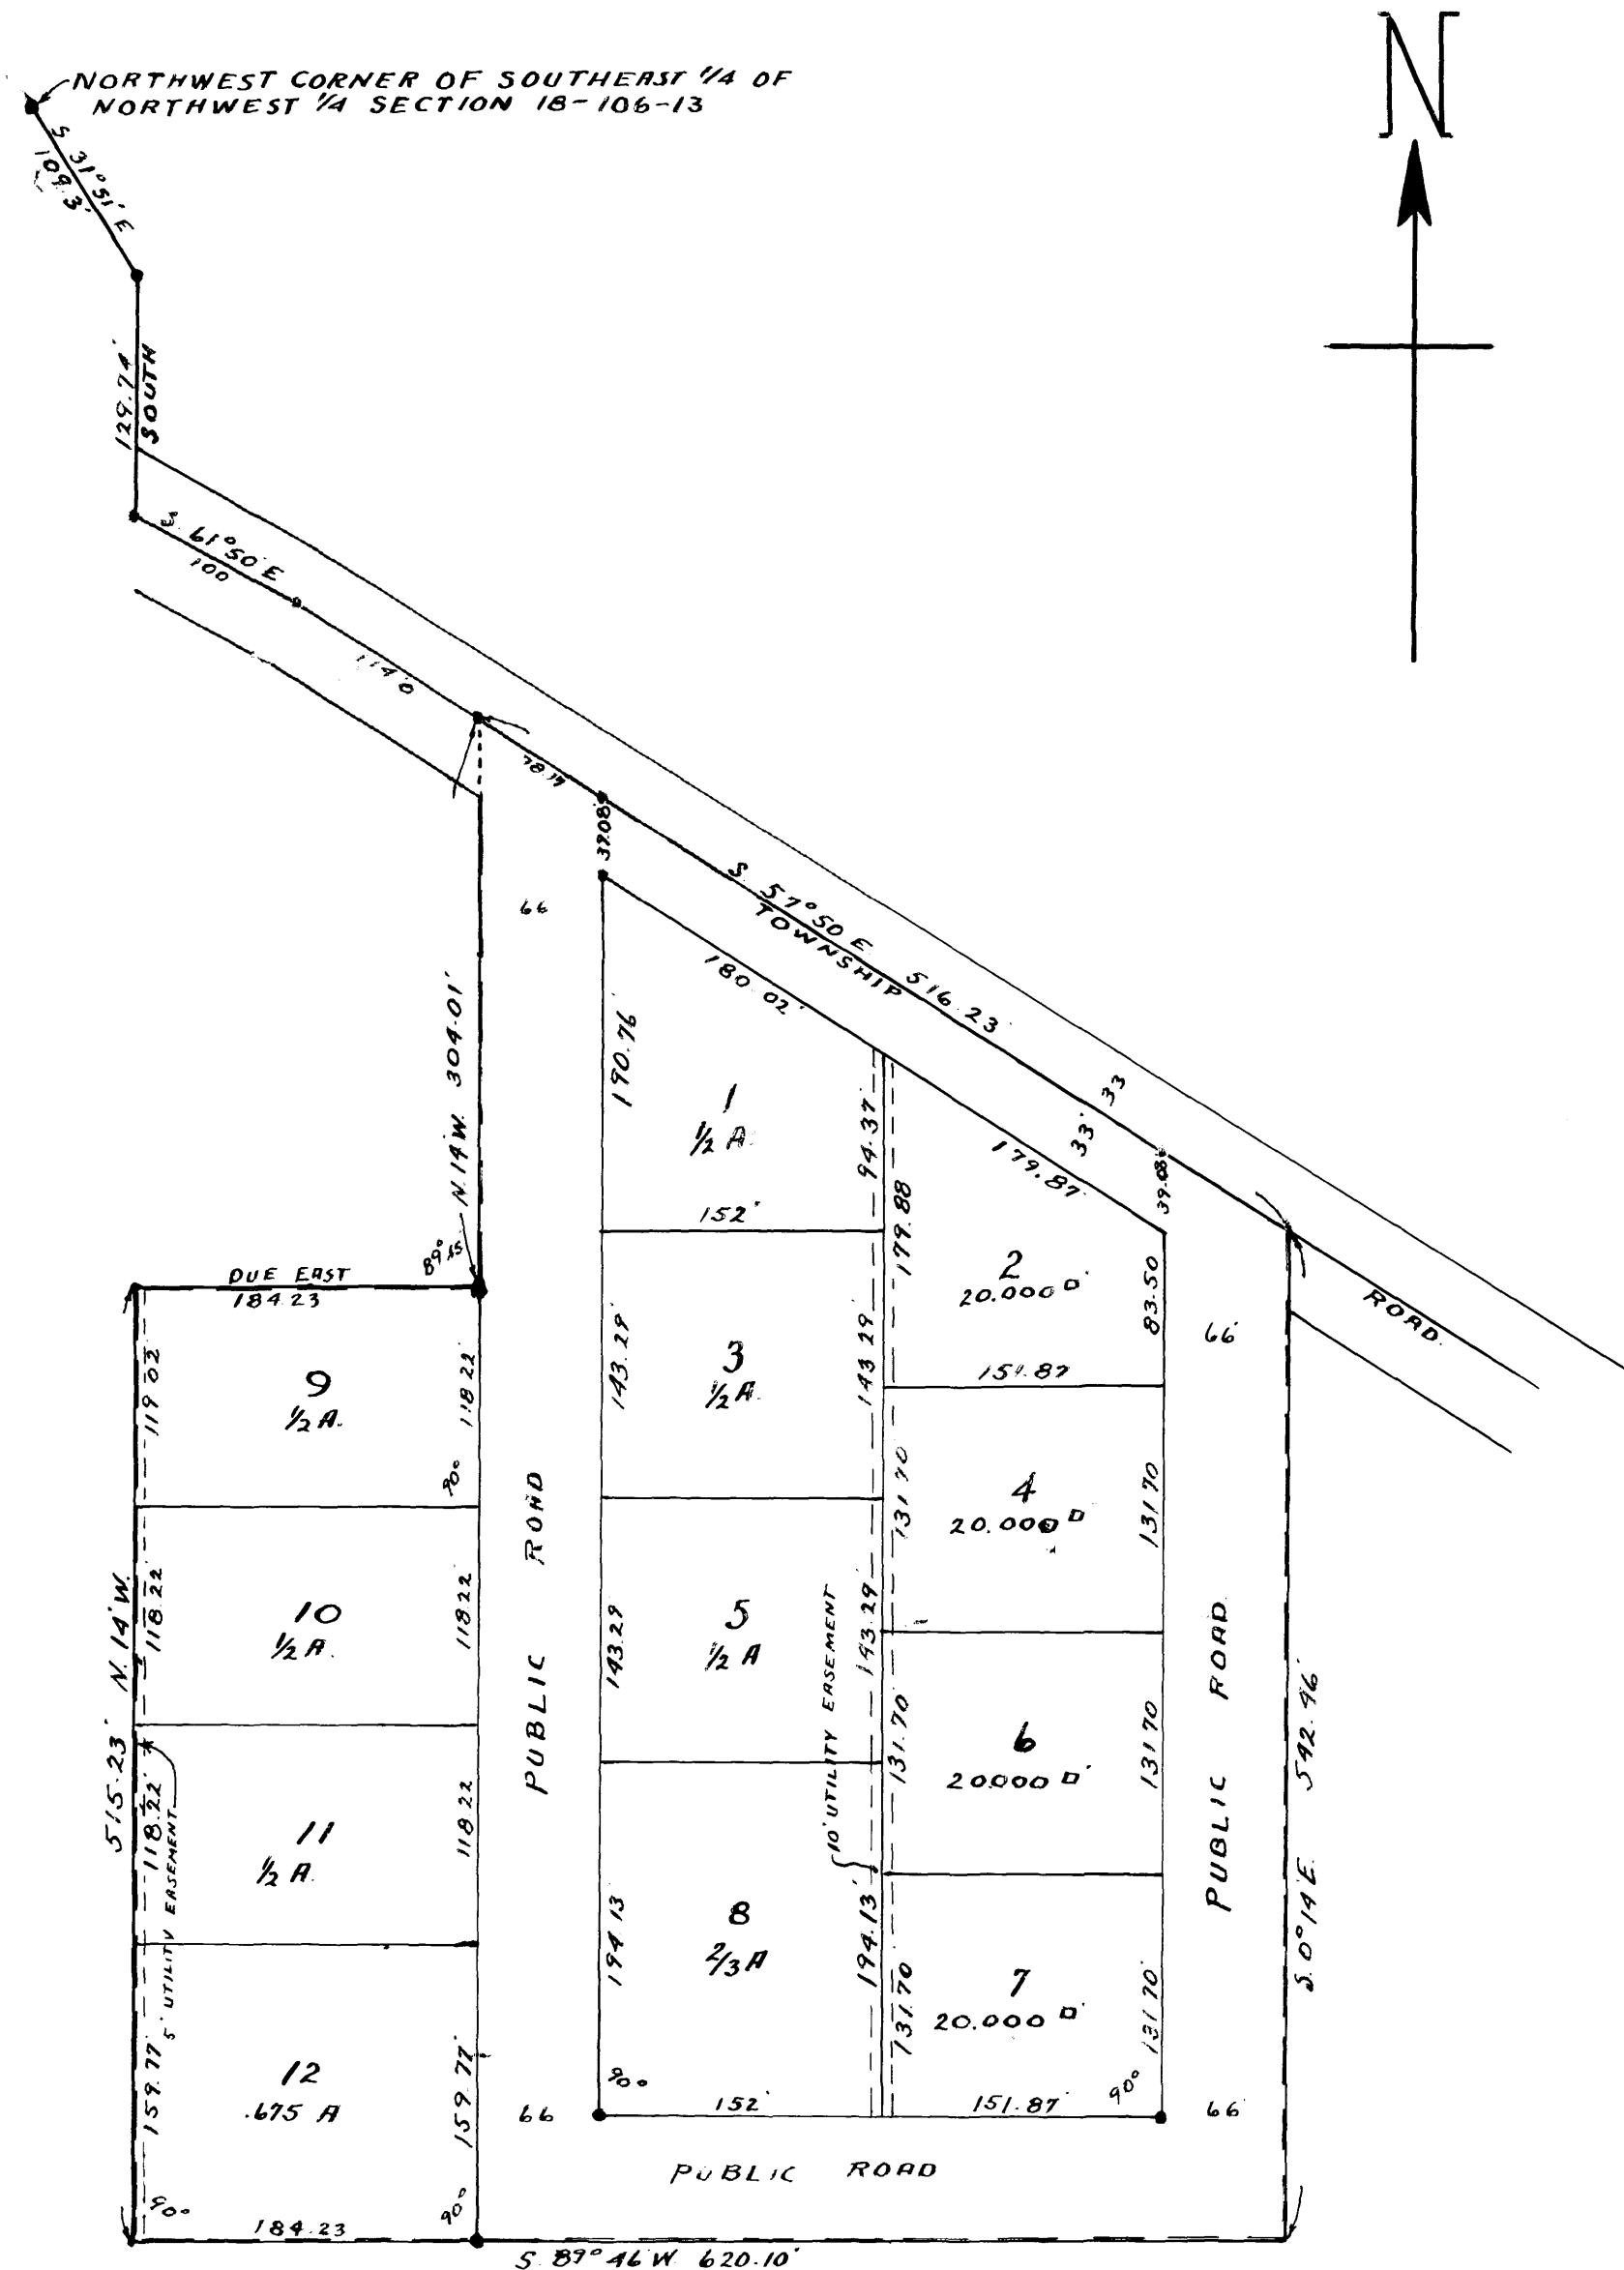 N
NORTHWEST CORNER OF SOUTHEAST 1/4 OF
NORTHWEST 1/4 SECTION 18-106-13
S 31°51' E
109.3'
129.74'
SOUTH
S. 61°50' E
100
114.0
78.17
39.08
S. 57°50' E. 516.23
TOWNSHIP
ROAD.
180.02'
66
N.14'W. 304.01'
190.76
1
1/2 A.
94.37
152'
33
33'
179.87
39.08
179.88
2
20.000 □'
83.50
151.87
66'
89°45
DUE EAST
184.23
119.02
9
1/2 A.
118.22
90°
143.29
3
1/2 A.
143.29
131.70
4
20.000 □
131.70
PUBLIC ROAD
118.22
10
1/2 A.
118.22
143.29
5
1/2 A
143.29
10' UTILITY EASEMENT
131.70
6
20.000 □'
131.70
PUBLIC ROAD
515.23' N.14'W.
118.22'
11
1/2 A.
118.22
5' UTILITY EASEMENT
S.0°14'E. 542.46'
194.13
8
2/3 A
194.13'
131.70
7
20.000 □'
131.70'
159.77'
12
.675 A
159.77'
66
90°
152'
151.87'
90°
66'
PUBLIC ROAD
90°
184.23
90°
S. 89°46'W. 620.10'